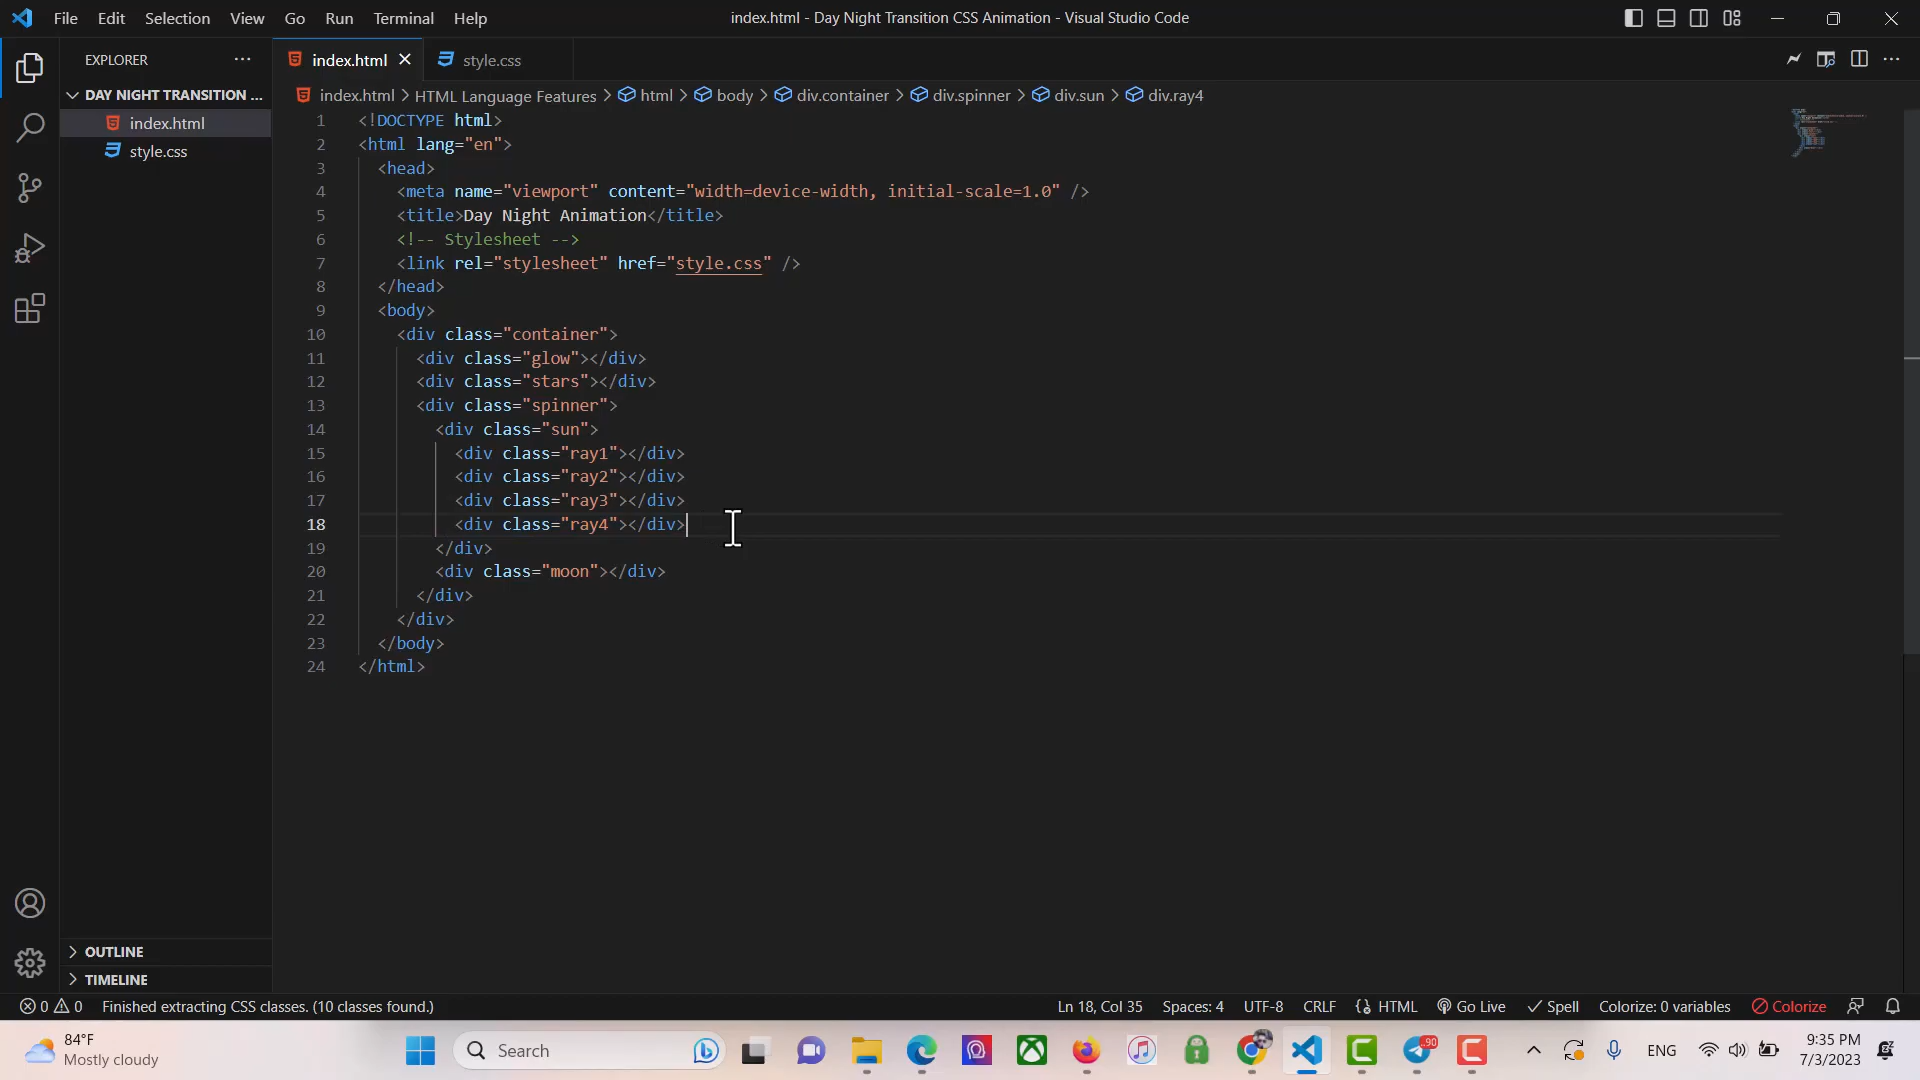 File Edit Selection View Go Run Terminal Help
index.html - Day Night Transition CSS Animation - Visual Studio Code
EXPLORER
index.html
style.css
DAY NIGHT TRANSITION ...
index.html
style.css
index.html > HTML Language Features > html > body > div.container > div.spinner > div.sun > div.ray4
1 <!DOCTYPE html>
2 <html lang="en">
3 <head>
4 <meta name="viewport" content="width=device-width, initial-scale=1.0" />
5 <title>Day Night Animation</title>
6 <!-- Stylesheet -->
7 <link rel="stylesheet" href="style.css" />
8 </head>
9 <body>
10 <div class="container">
11 <div class="glow"></div>
12 <div class="stars"></div>
13 <div class="spinner">
14 <div class="sun">
15 <div class="ray1"></div>
16 <div class="ray2"></div>
17 <div class="ray3"></div>
18 <div class="ray4"></div>
19 </div>
20 <div class="moon"></div>
21 </div>
22 </div>
23 </body>
24 </html>
OUTLINE
TIMELINE
0 0 Finished extracting CSS classes. (10 classes found.)
Ln 18, Col 35 Spaces: 4 UTF-8 CRLF HTML Go Live Spell Colorize: 0 variables Colorize
84°F
Mostly cloudy
Search
90
ENG
9:35 PM
7/3/2023